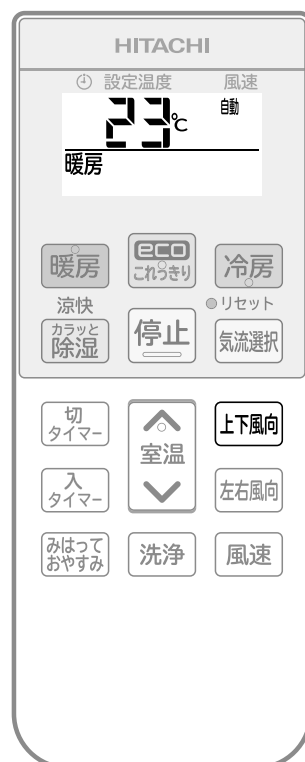 HITACHI
設定温度 風速
23℃ 自動
暖房
暖房
eco
これっきり
冷房
涼快
カラッと
除湿
停止
リセット
気流選択
切
タイマー
室温
上下風向
入
タイマー
左右風向
みはって
おやすみ
洗浄
風速